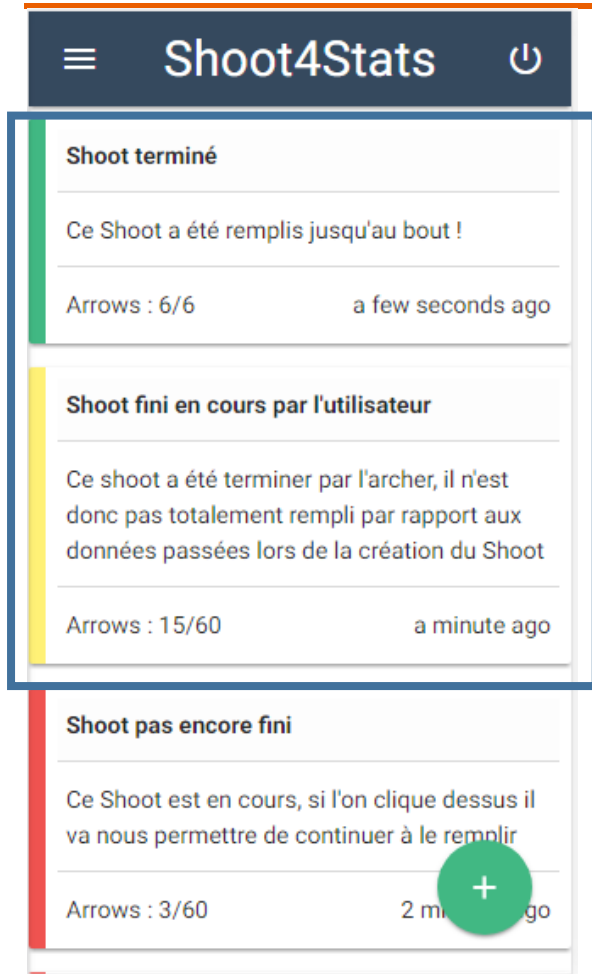 Shoot4Stats
Shoot terminé
Ce Shoot a été remplis jusqu'au bout !
Arrows : 6/6 a few seconds ago
Shoot fini en cours par l'utilisateur
Ce shoot a été terminer par l'archer, il n'est
donc pas totalement rempli par rapport aux
données passées lors de la création du Shoot
Arrows : 15/60 a minute ago
Shoot pas encore fini
Ce Shoot est en cours, si l'on clique dessus il
va nous permettre de continuer à le remplir
Arrows : 3/60 2